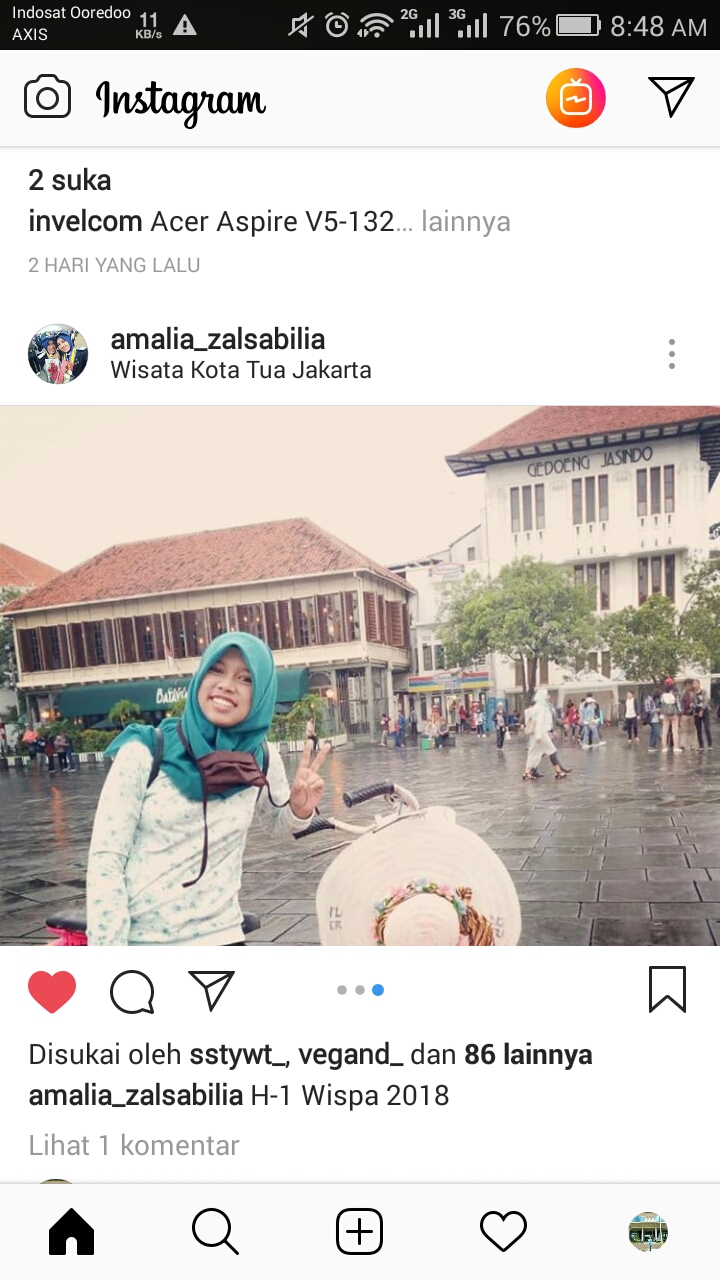 Indosat Ooredoo
AXIS
11
KB/s
2G
3G
76%
8:48 AM
Instagram
2 suka
invelcom Acer Aspire V5-132... lainnya
2 HARI YANG LALU
amalia_zalsabilia
Wisata Kota Tua Jakarta
GEDOENG JASINDO
Disukai oleh sstywt_, vegand_ dan 86 lainnya
amalia_zalsabilia H-1 Wispa 2018
Lihat 1 komentar